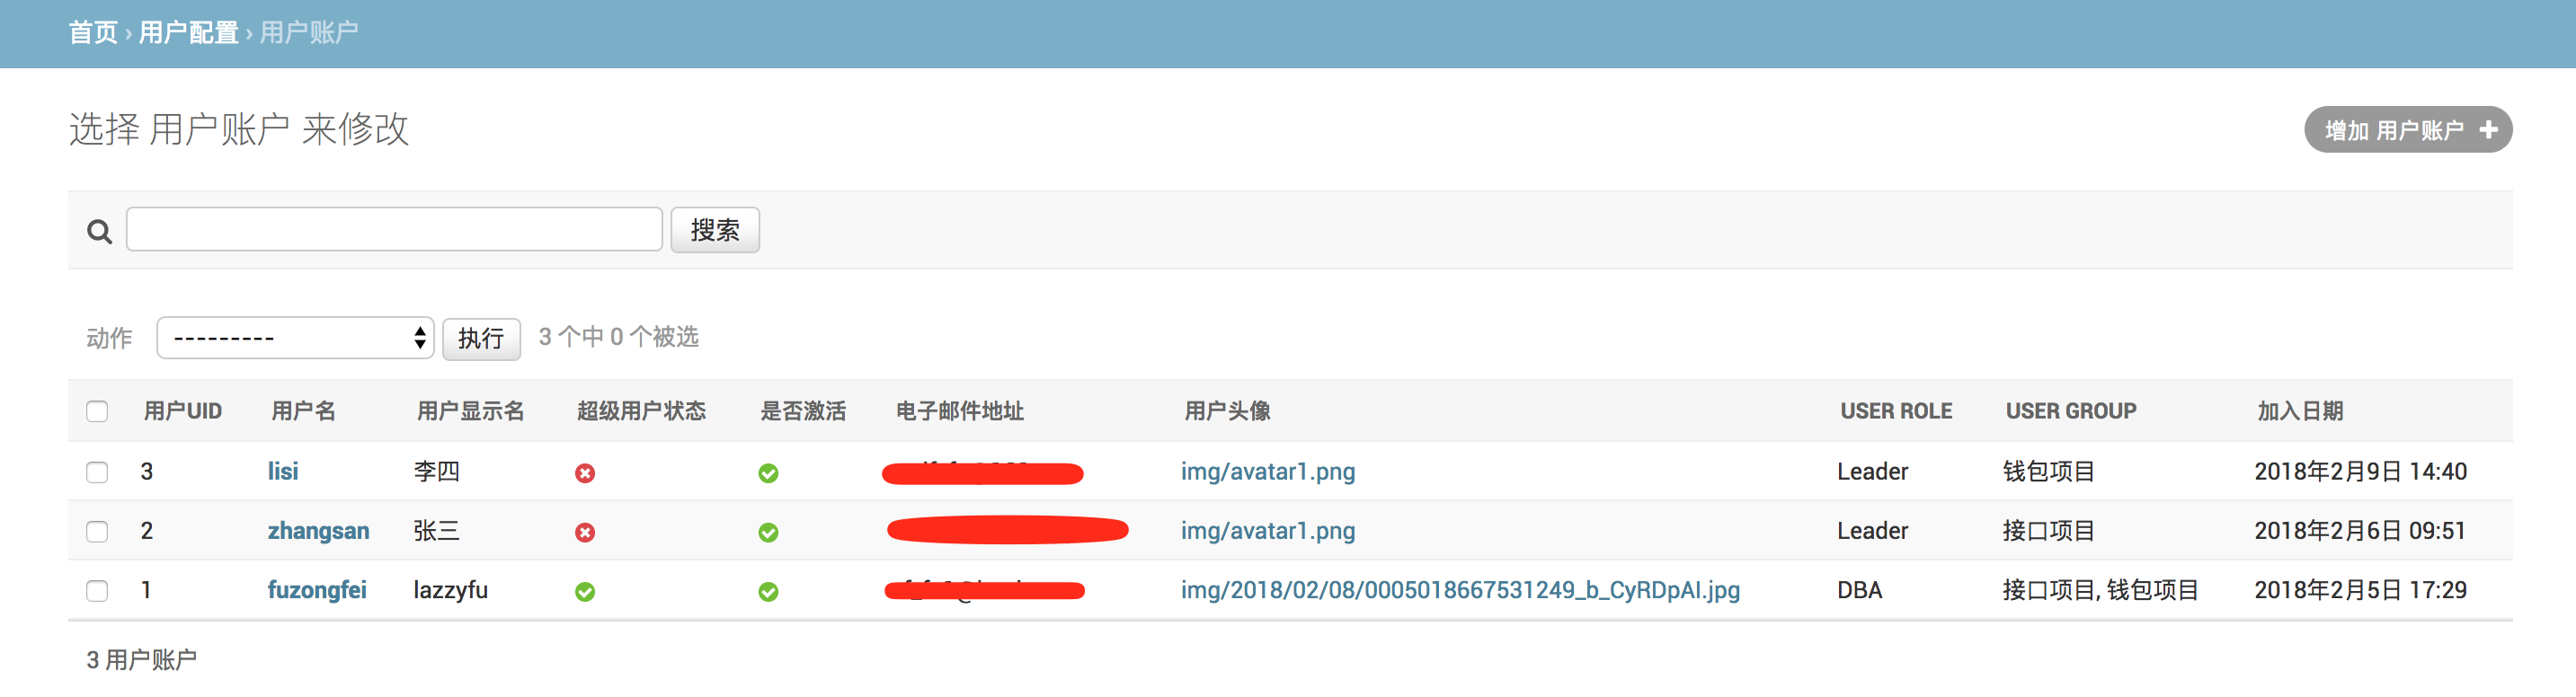 首页 › 用户配置 › 用户账户
选择 用户账户 来修改
增加 用户账户 +
搜索
动作 --------- 执行 3 个中 0 个被选
用户UID 用户名 用户显示名 超级用户状态 是否激活 电子邮件地址 用户头像 USER ROLE USER GROUP 加入日期
3 lisi 李四 img/avatar1.png Leader 钱包项目 2018年2月9日 14:40
2 zhangsan 张三 img/avatar1.png Leader 接口项目 2018年2月6日 09:51
1 fuzongfei lazzyfu img/2018/02/08/0005018667531249_b_CyRDpAI.jpg DBA 接口项目, 钱包项目 2018年2月5日 17:29
3 用户账户